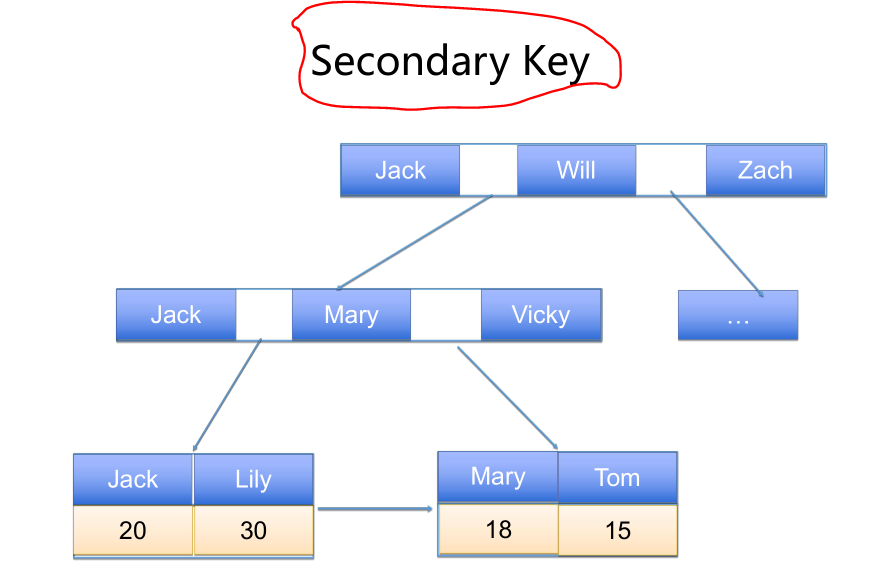 Secondary Key
Jack Will Zach
Jack Mary Vicky
...
Jack Lily
20 30
Mary Tom
18 15